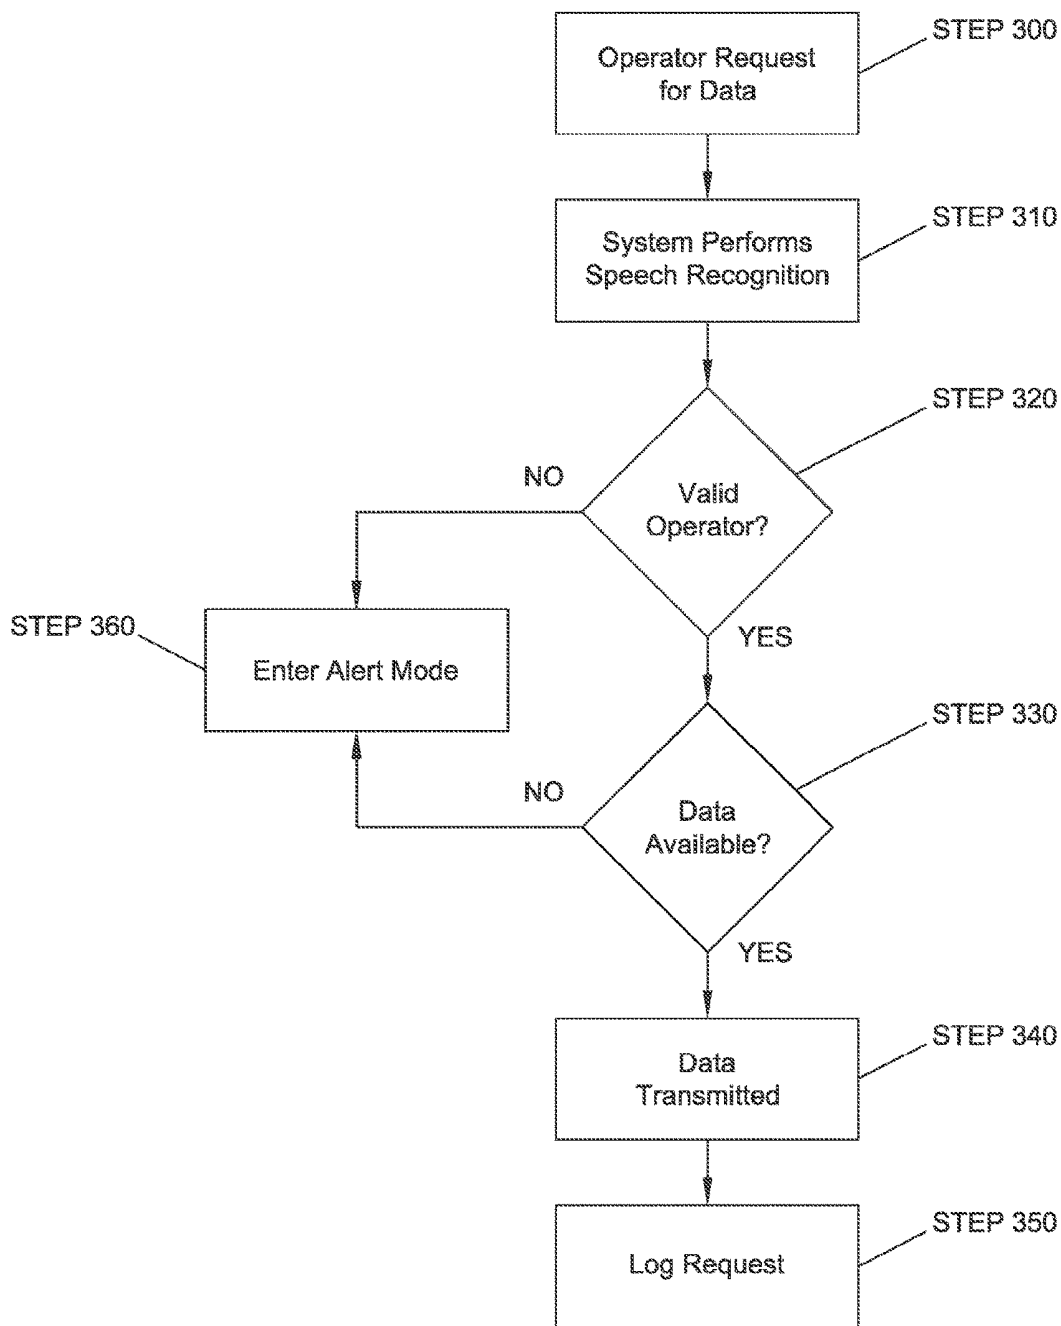 STEP 300
Operator Request
for Data
STEP 310
System Performs
Speech Recognition
STEP 320
Valid
Operator?
NO
YES
STEP 360
Enter Alert Mode
STEP 330
Data
Available?
NO
YES
STEP 340
Data
Transmitted
STEP 350
Log Request